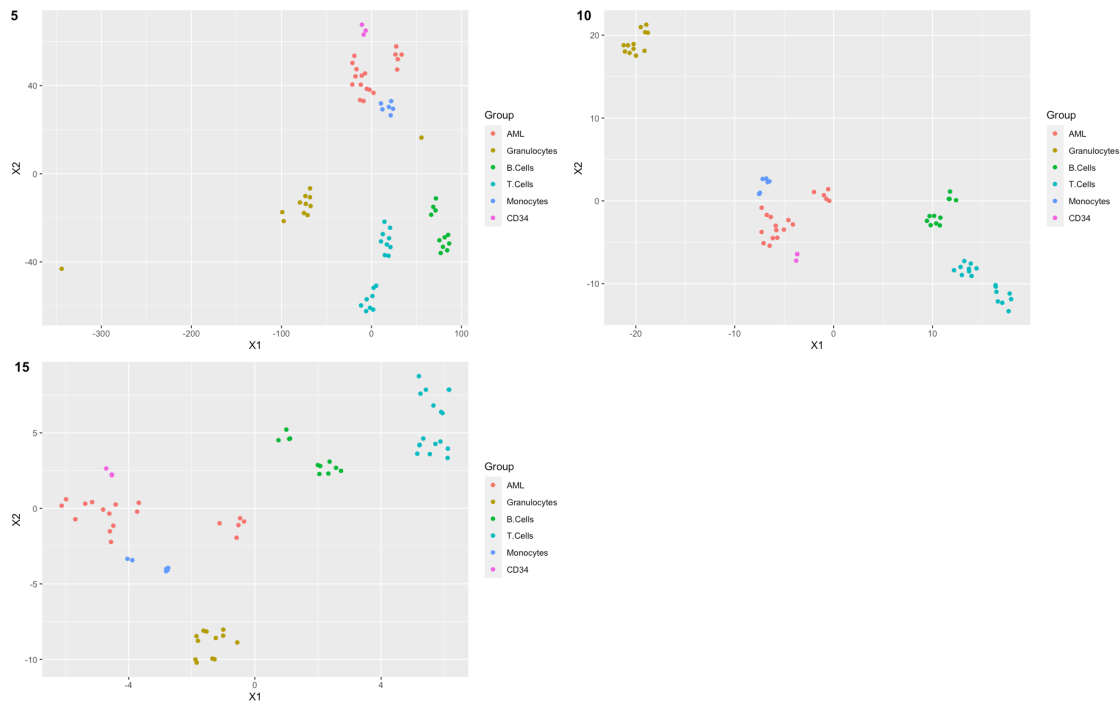 5
40
0
-40
X2
-300
-200
-100
0
100
X1
Group
AML
Granulocytes
B.Cells
T.Cells
Monocytes
CD34
10
20
10
0
-10
X2
-20
-10
0
10
X1
Group
AML
Granulocytes
B.Cells
T.Cells
Monocytes
CD34
15
5
0
-5
-10
X2
-4
0
4
X1
Group
AML
Granulocytes
B.Cells
T.Cells
Monocytes
CD34